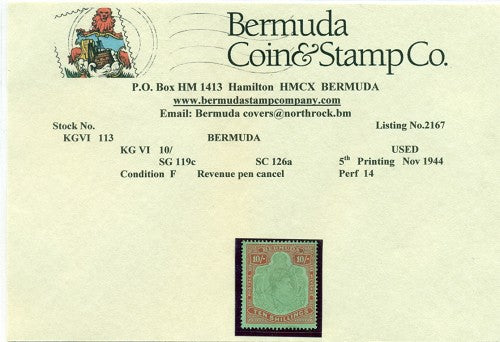 Bermuda
Coin&Stamp Co.
P.O. Box HM 1413 Hamilton HMCX BERMUDA
www.bermudastampcompany.com
Email: Bermuda covers@northrock.bm
Stock No. Listing No.2167
KGVI 113 BERMUDA
KG VI 10/ USED
SG 119c SC 126a 5th Printing Nov 1944
Condition F Revenue pen cancel Perf 14
BERMUDA
10/- 10/-
TEN SHILLINGS